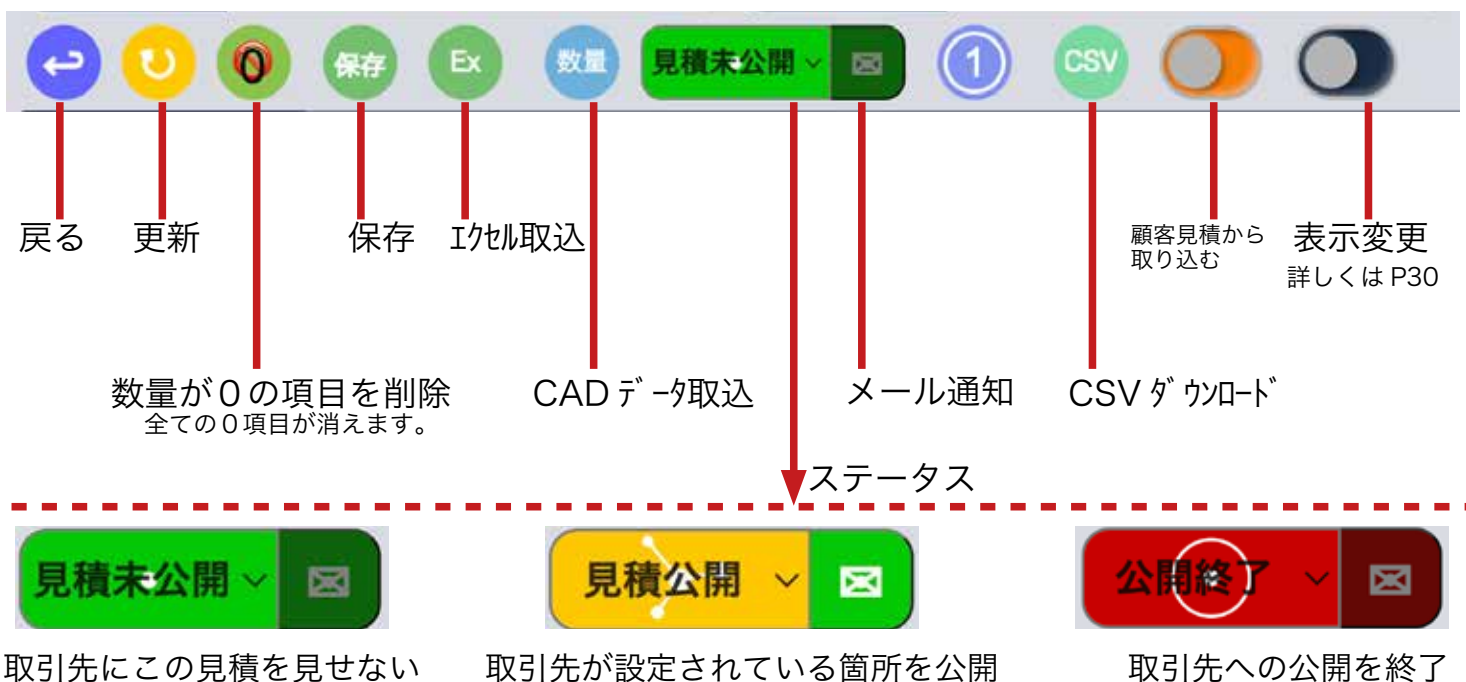 0 保存 Ex 数量 見積未公開 1 CSV
戻る 更新 保存 ｴｸｾﾙ取込
顧客見積から
取り込む
表示変更
詳しくは P30
数量が０の項目を削除
全ての０項目が消えます。
CAD ﾃﾞｰﾀ取込 メール通知 CSV ﾀﾞｳﾝﾛｰﾄﾞ
ステータス
見積未公開 見積公開 公開終了
取引先にこの見積を見せない 取引先が設定されている箇所を公開 取引先への公開を終了